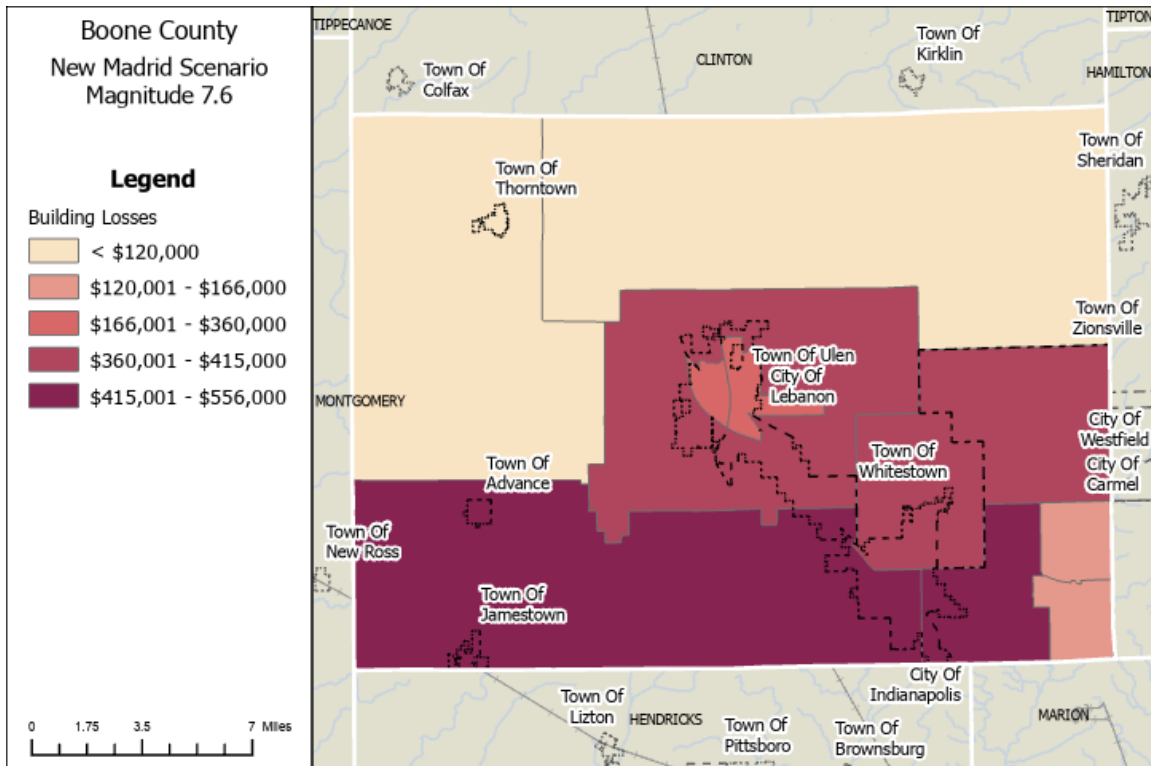 Boone County
New Madrid Scenario
Magnitude 7.6
Legend
Building Losses
< $120,000
$120,001 - $166,000
$166,001 - $360,000
$360,001 - $415,000
$415,001 - $556,000
0 1.75 3.5 7 Miles
TIPPECANOE
CLINTON
TIPTON
HAMILTON
Town Of
Colfax
Town Of
Kirklin
Town Of
Sheridan
Town Of
Thorntown
Town Of
Zionsville
Town Of Ulen
City Of
Lebanon
MONTGOMERY
City Of
Westfield
City Of
Carmel
Town Of
Whitestown
Town Of
Advance
Town Of
New Ross
Town Of
Jamestown
City Of
Indianapolis
Town Of
Lizton
HENDRICKS
Town Of
Pittsboro
Town Of
Brownsburg
MARION